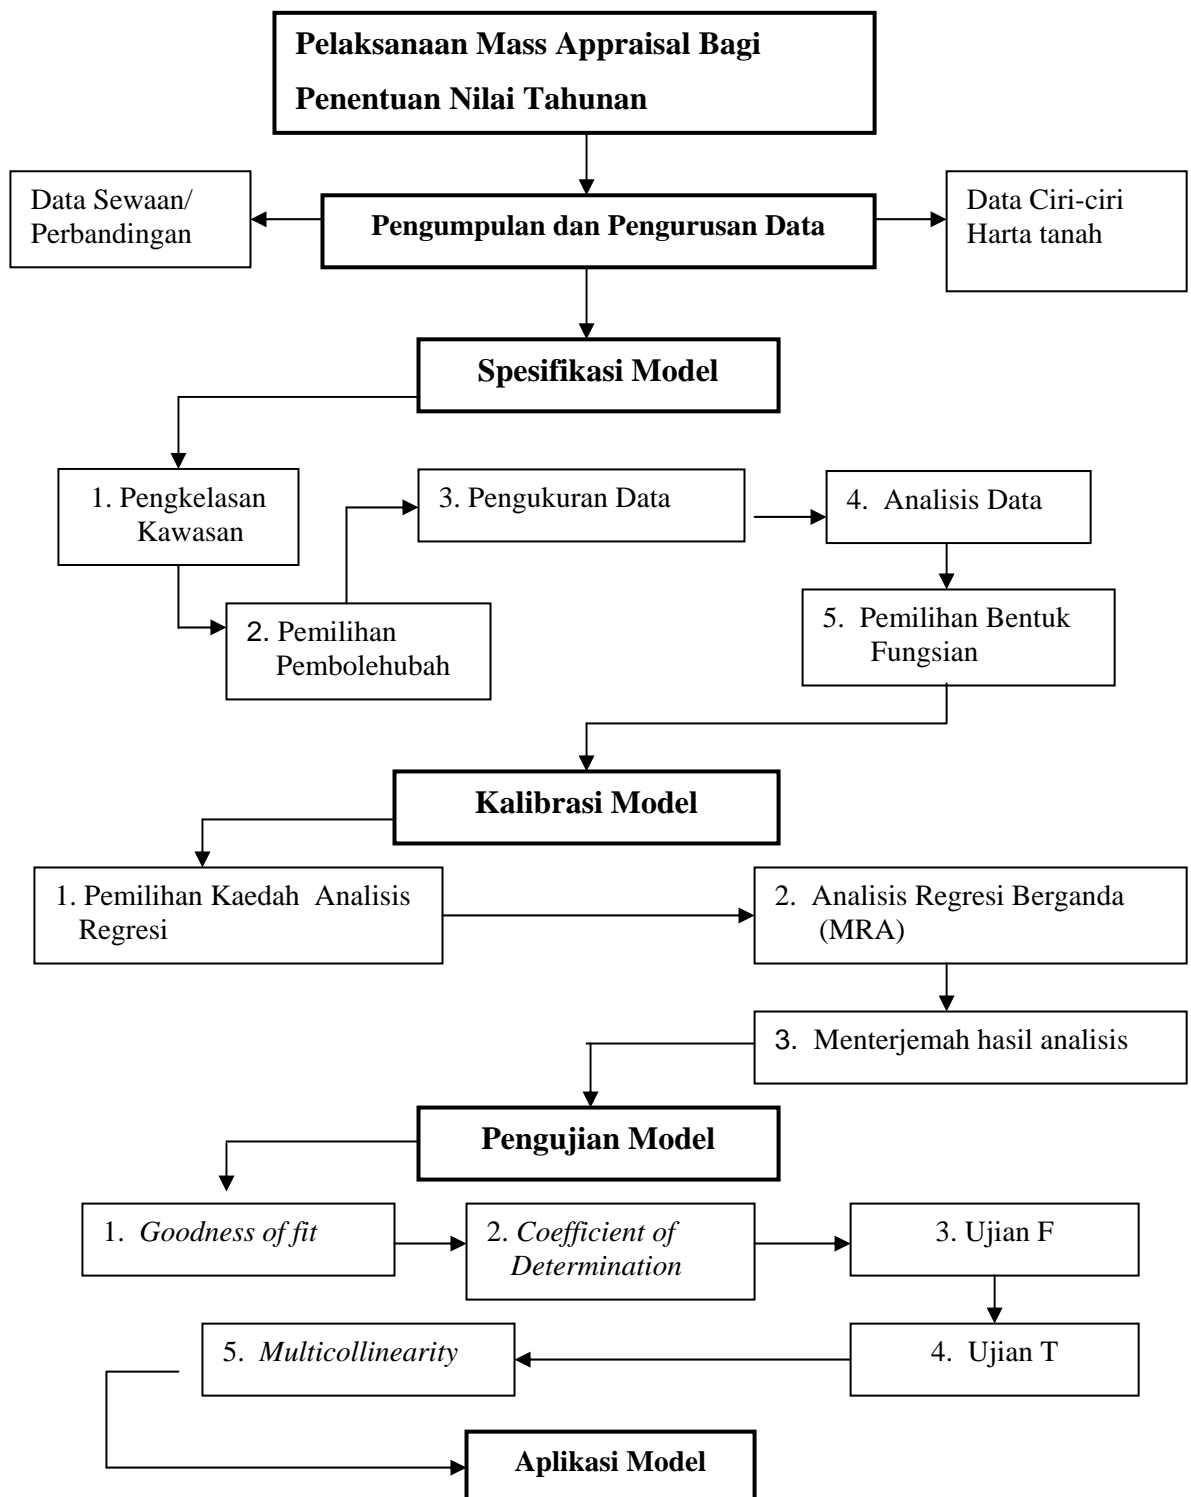 Pelaksanaan Mass Appraisal Bagi
Penentuan Nilai Tahunan
Data Sewaan/
Perbandingan
Pengumpulan dan Pengurusan Data
Data Ciri-ciri
Harta tanah
Spesifikasi Model
1. Pengkelasan
Kawasan
2. Pemilihan
Pembolehubah
3. Pengukuran Data
4. Analisis Data
5. Pemilihan Bentuk
Fungsian
Kalibrasi Model
1. Pemilihan Kaedah Analisis
Regresi
2. Analisis Regresi Berganda
(MRA)
3. Menterjemah hasil analisis
Pengujian Model
1. Goodness of fit
2. Coefficient of
Determination
3. Ujian F
4. Ujian T
5. Multicollinearity
Aplikasi Model